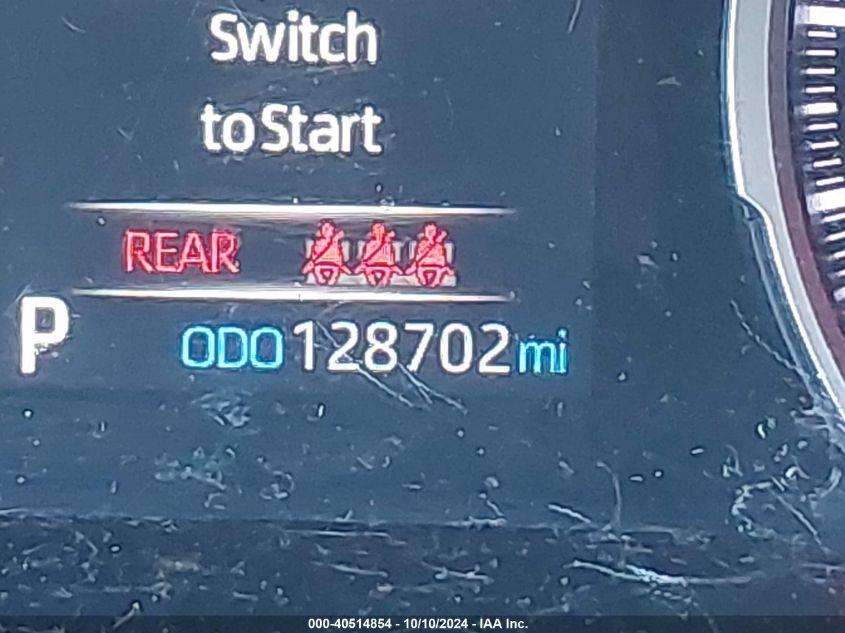 Switch
to Start
REAR
P ODO 128702 mi
000-40514854 - 10/10/2024 - IAA Inc.